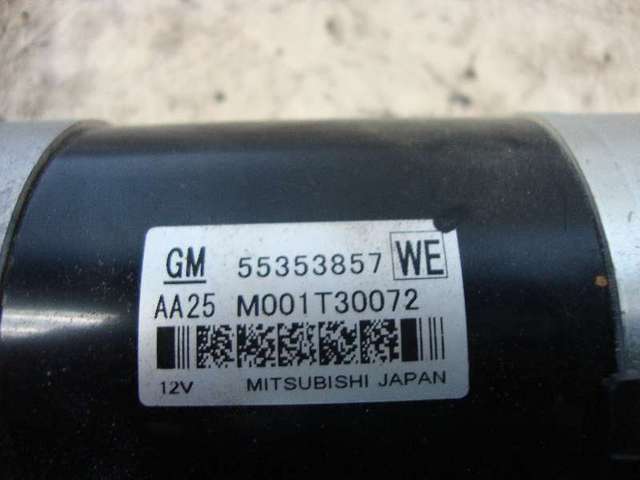 GM 55353857 WE
AA25 M001T30072
12V MITSUBISHI JAPAN